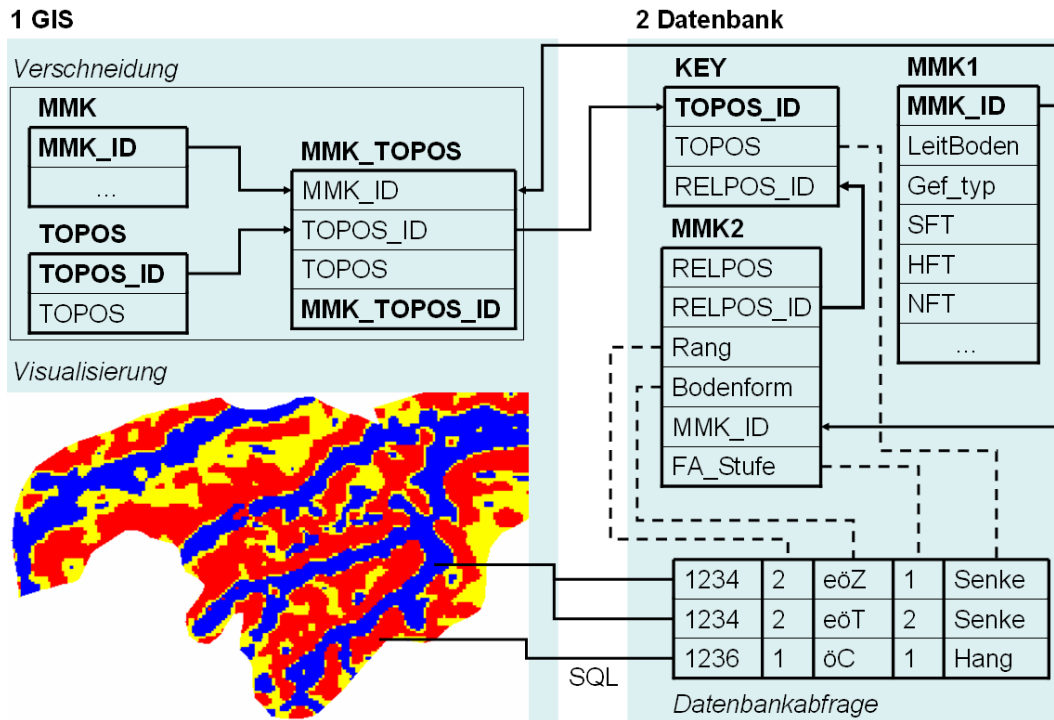 1 GIS
Verschneidung
MMK
MMK_ID
...
TOPOS
TOPOS_ID
TOPOS
MMK_TOPOS
MMK_ID
TOPOS_ID
TOPOS
MMK_TOPOS_ID
Visualisierung
2 Datenbank
KEY
TOPOS_ID
TOPOS
RELPOS_ID
MMK2
RELPOS
RELPOS_ID
Rang
Bodenform
MMK_ID
FA_Stufe
MMK1
MMK_ID
LeitBoden
Gef_typ
SFT
HFT
NFT
...
1234 2 eöZ 1 Senke
1234 2 eöT 2 Senke
1236 1 öC 1 Hang
SQL
Datenbankabfrage